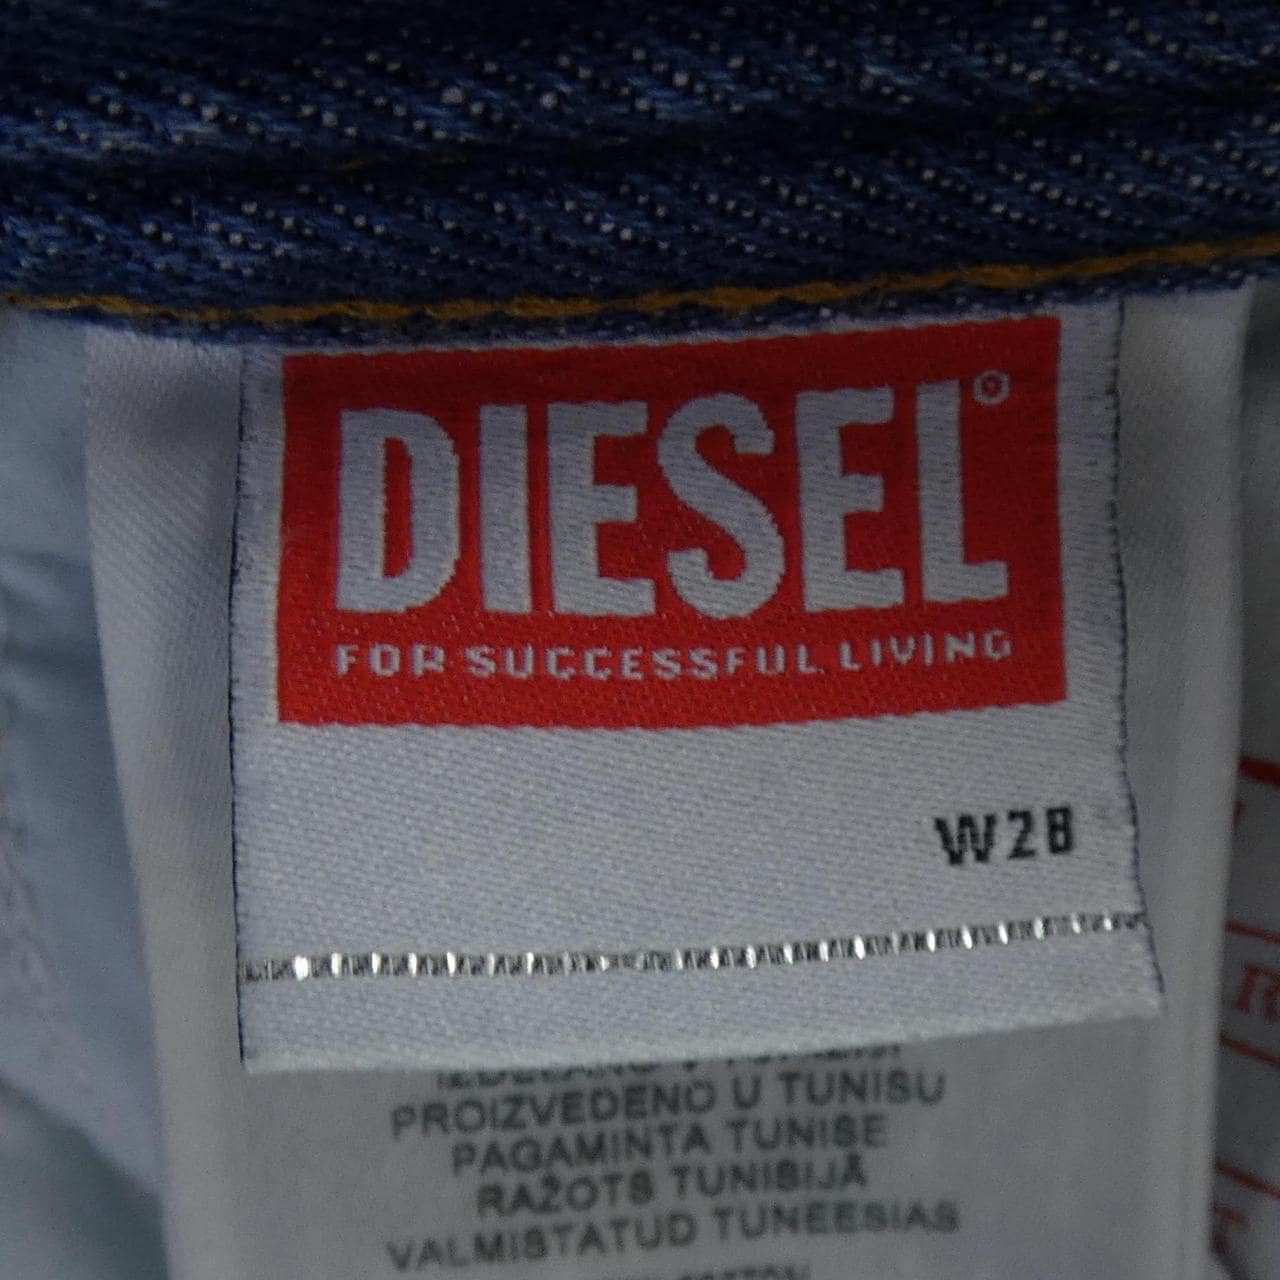 DIESEL®
FOR SUCCESSFUL LIVING
W28
PROIZVEDENO U TUNISU
PAGAMINTA TUNISE
RAŽOTS TUNISIJĀ
VALMISTATUD TUNEESIAS